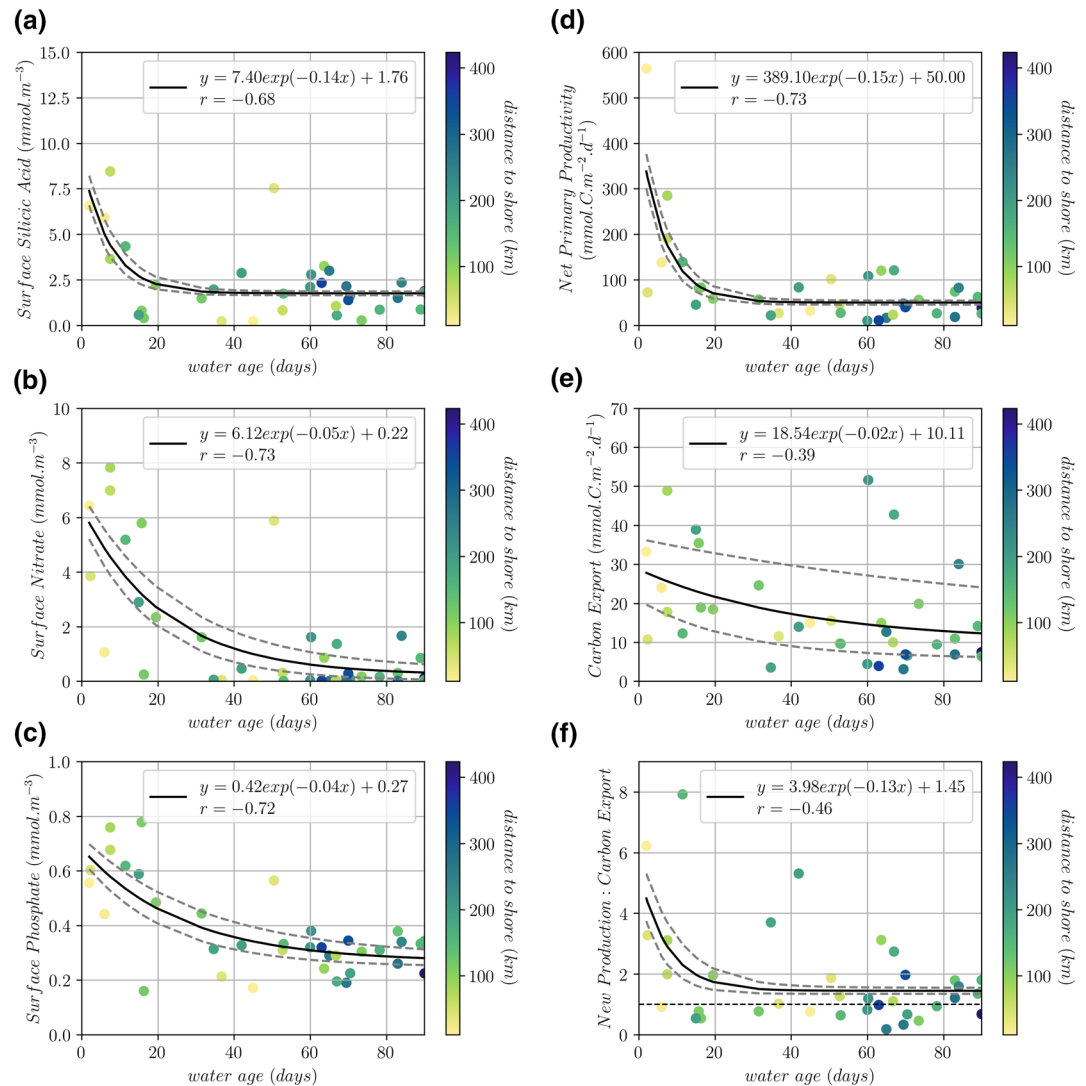 (a)
Surface Silicic Acid (mmol.m⁻³)
15.0
12.5
10.0
7.5
5.0
2.5
0.0
y = 7.40exp(−0.14x) + 1.76
r = −0.68
0
20
40
60
80
water age (days)
400
300
200
100
distance to shore (km)
(d)
Net Primary Productivity
(mmol.C.m⁻².d⁻¹)
600
500
400
300
200
100
0
y = 389.10exp(−0.15x) + 50.00
r = −0.73
0
20
40
60
80
water age (days)
400
300
200
100
distance to shore (km)
(b)
Surface Nitrate (mmol.m⁻³)
10
8
6
4
2
0
y = 6.12exp(−0.05x) + 0.22
r = −0.73
0
20
40
60
80
water age (days)
400
300
200
100
distance to shore (km)
(e)
Carbon Export (mmol.C.m⁻².d⁻¹)
70
60
50
40
30
20
10
0
y = 18.54exp(−0.02x) + 10.11
r = −0.39
0
20
40
60
80
water age (days)
400
300
200
100
distance to shore (km)
(c)
Surface Phosphate (mmol.m⁻³)
1.0
0.8
0.6
0.4
0.2
0.0
y = 0.42exp(−0.04x) + 0.27
r = −0.72
0
20
40
60
80
water age (days)
400
300
200
100
distance to shore (km)
(f)
New Production : Carbon Export
8
6
4
2
0
y = 3.98exp(−0.13x) + 1.45
r = −0.46
0
20
40
60
80
water age (days)
400
300
200
100
distance to shore (km)